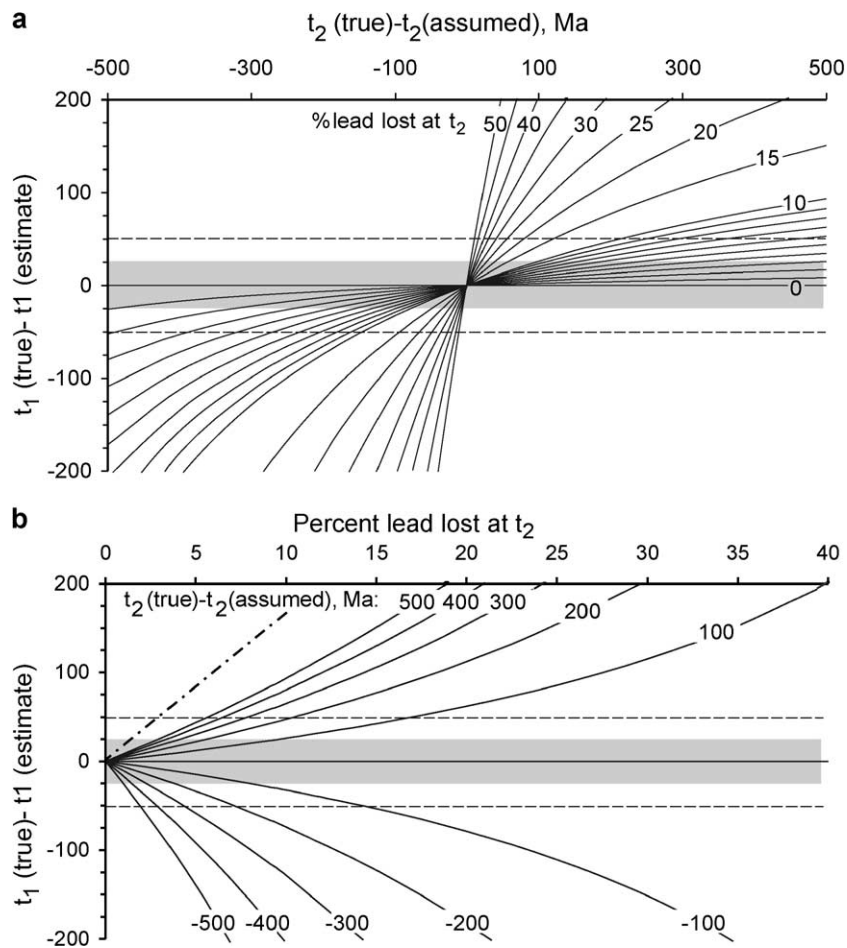 a
t2 (true)-t2(assumed), Ma
-500 -300 -100 100 300 500
200
%lead lost at t2 50 40 30 25 20
15
100
10
0
0
-100
-200
t1 (true)- t1 (estimate)
b
Percent lead lost at t2
0 5 10 15 20 25 30 35 40
200
t2(true)-t2(assumed), Ma: 500 400 300 200 100
100
0
-100
-200
-500 -400 -300 -200 -100
t1 (true)- t1 (estimate)